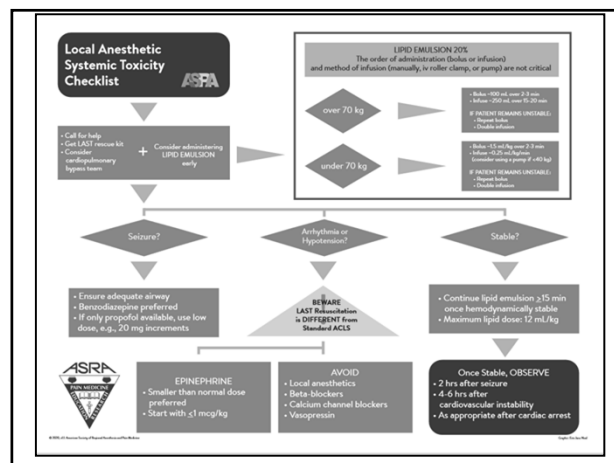 Local Anesthetic
Systemic Toxicity
Checklist
ASRA
LIPID EMULSION 20%
The order of administration (bolus or infusion)
and method of infusion (manually, iv roller clamp, or pump) are not critical
over 70 kg
• Bolus ~100 mL over 2-3 min
• Infuse ~250 mL over 15-20 min
IF PATIENT REMAINS UNSTABLE:
• Repeat bolus
• Double infusion
under 70 kg
• Bolus ~1.5 mL/kg over 2-3 min
• Infuse ~0.25 mL/kg/min
(consider using a pump if <40 kg)
IF PATIENT REMAINS UNSTABLE:
• Repeat bolus
• Double infusion
• Call for help
• Get LAST rescue kit
• Consider
cardiopulmonary
bypass team
+
Consider administering
LIPID EMULSION
early
Seizure?
Arrhythmia or
Hypotension?
Stable?
• Ensure adequate airway
• Benzodiazepine preferred
• If only propofol available, use low
dose, e.g., 20 mg increments
BEWARE
LAST Resuscitation
is DIFFERENT from
Standard ACLS
• Continue lipid emulsion ≥15 min
once hemodynamically stable
• Maximum lipid dose: 12 mL/kg
ASRA
PAIN MEDICINE
EPINEPHRINE
• Smaller than normal dose
preferred
• Start with ≤1 mcg/kg
AVOID
• Local anesthetics
• Beta-blockers
• Calcium channel blockers
• Vasopressin
Once Stable, OBSERVE
• 2 hrs after seizure
• 4-6 hrs after
cardiovascular
instability
• As appropriate after cardiac arrest